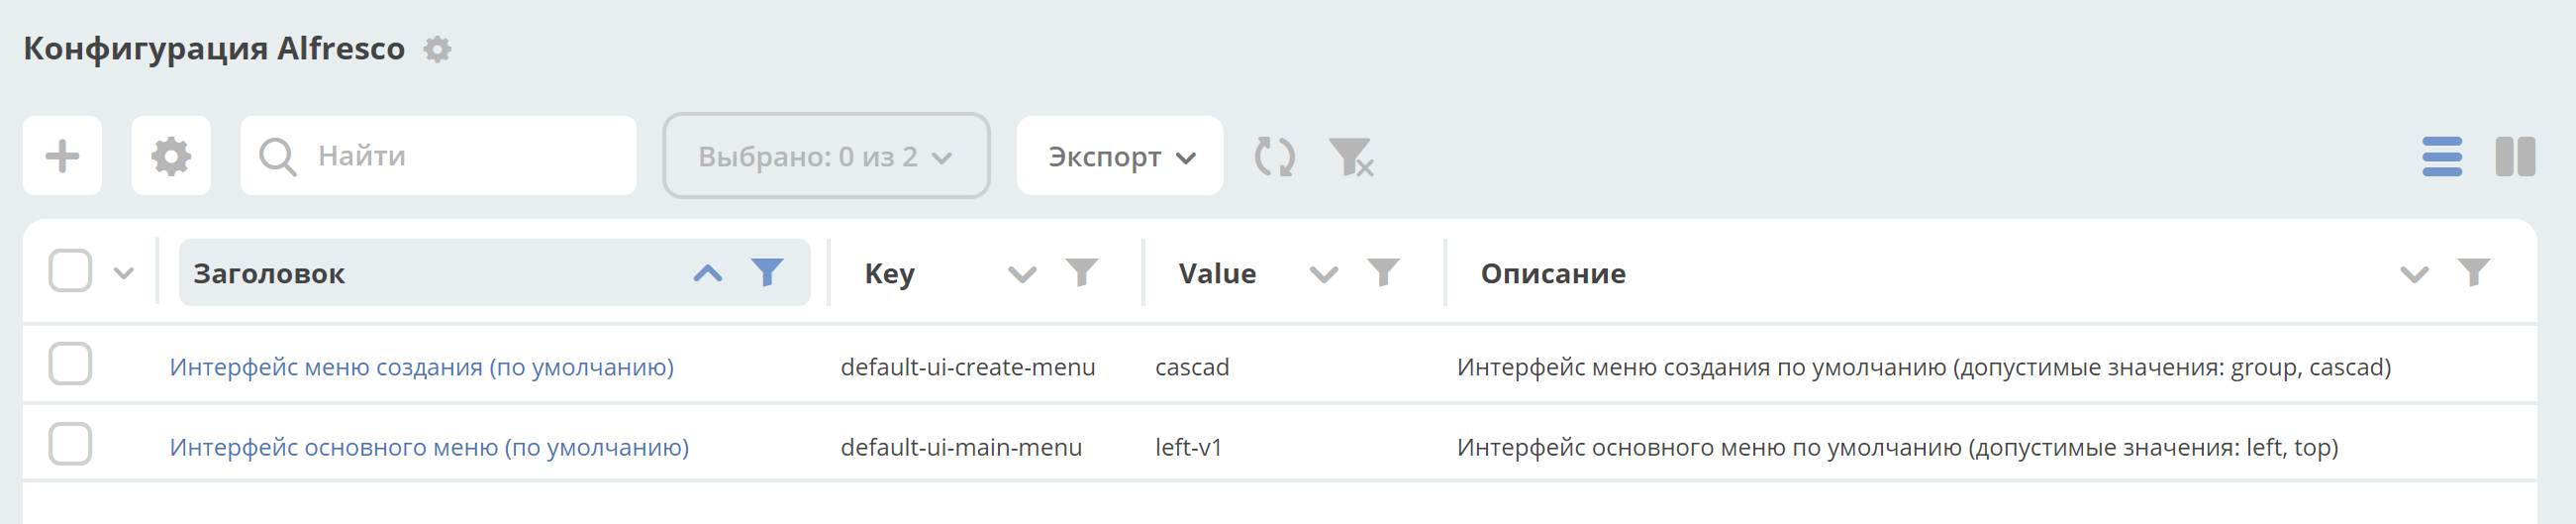 Конфигурация Alfresco
Найти
Выбрано: 0 из 2
Экспорт
Заголовок Key Value Описание
Интерфейс меню создания (по умолчанию) default-ui-create-menu cascad Интерфейс меню создания по умолчанию (допустимые значения: group, cascad)
Интерфейс основного меню (по умолчанию) default-ui-main-menu left-v1 Интерфейс основного меню по умолчанию (допустимые значения: left, top)